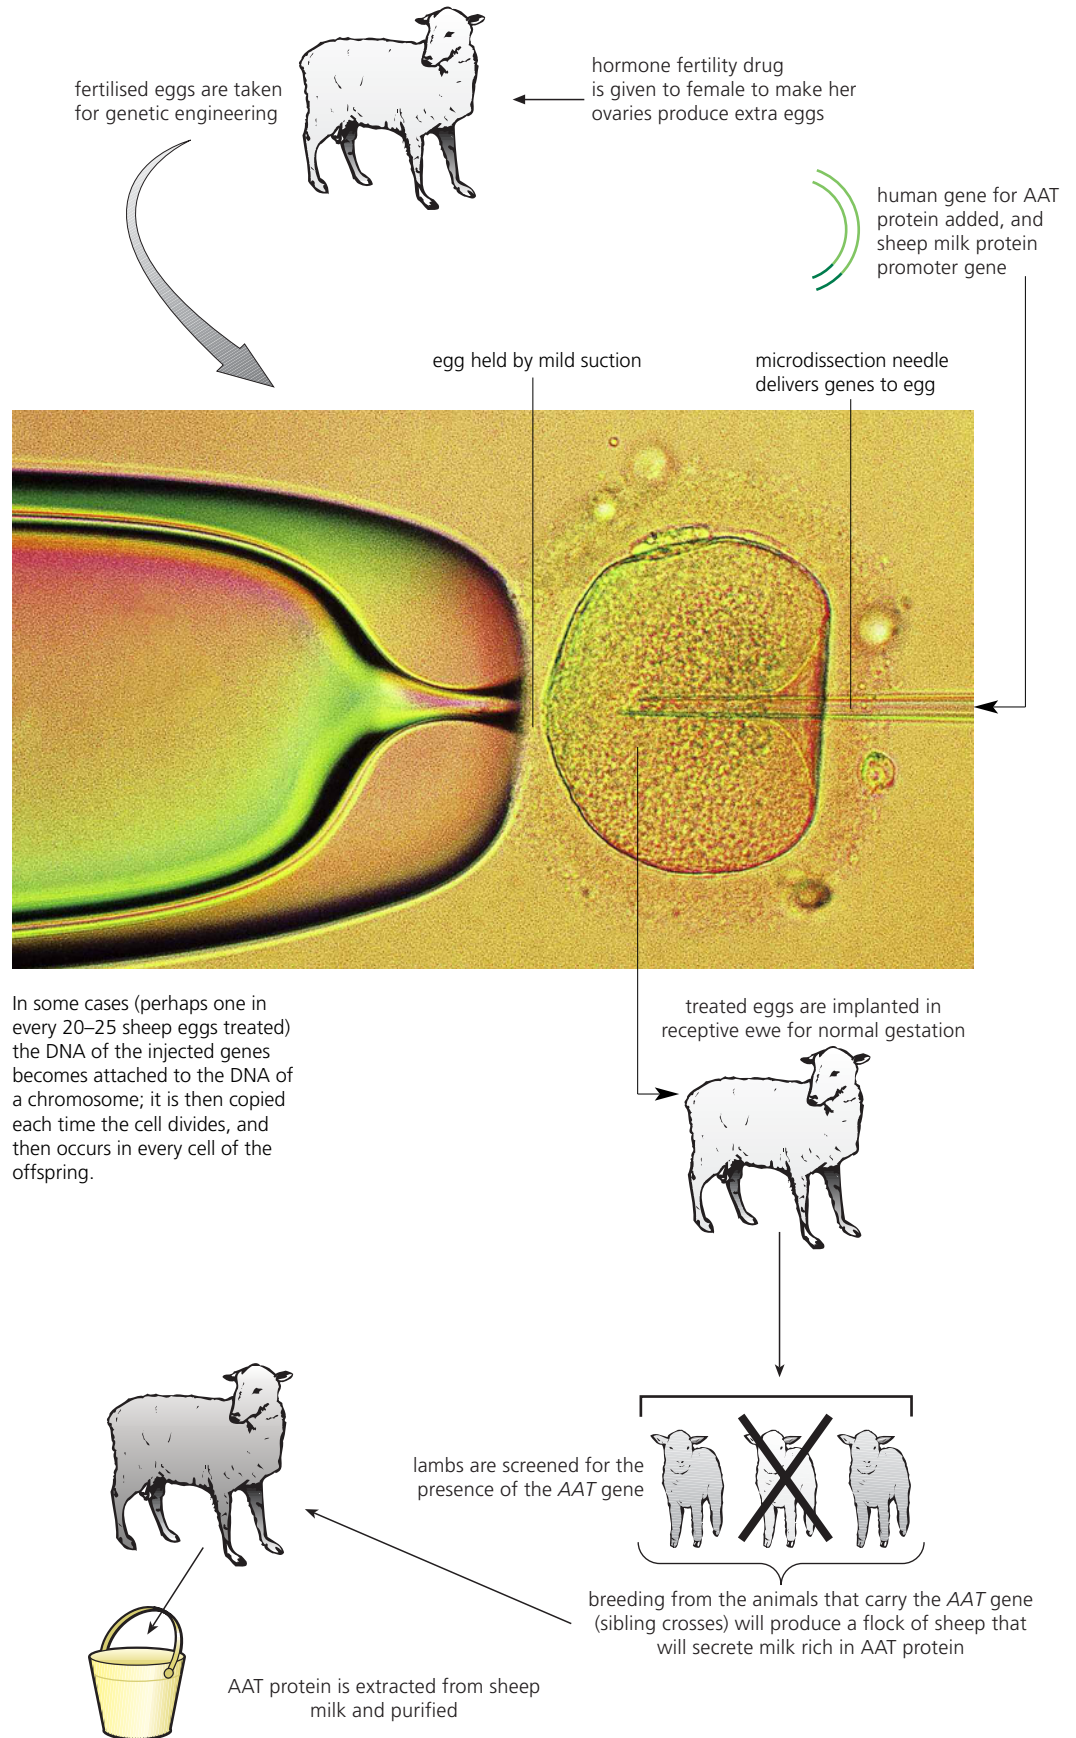 hormone fertility drug
is given to female to make her
ovaries produce extra eggs
fertilised eggs are taken
for genetic engineering
human gene for AAT
protein added, and
sheep milk protein
promoter gene
egg held by mild suction
microdissection needle
delivers genes to egg
In some cases (perhaps one in
every 20–25 sheep eggs treated)
the DNA of the injected genes
becomes attached to the DNA of
a chromosome; it is then copied
each time the cell divides, and
then occurs in every cell of the
offspring.
treated eggs are implanted in
receptive ewe for normal gestation
lambs are screened for the
presence of the AAT gene
breeding from the animals that carry the AAT gene
(sibling crosses) will produce a flock of sheep that
will secrete milk rich in AAT protein
AAT protein is extracted from sheep
milk and purified